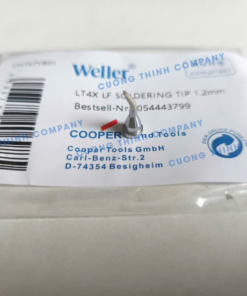 Weller
LT4X LF SOLDERING TIP 1.2mm
Bestsell-Nr. 054443799
CUONG THINH COMPANY
COOPER Hand Tools
Cooper Tools GmbH
Carl-Benz-Str.2
D-74354 Besigheim
CUONG THINH COMPANY